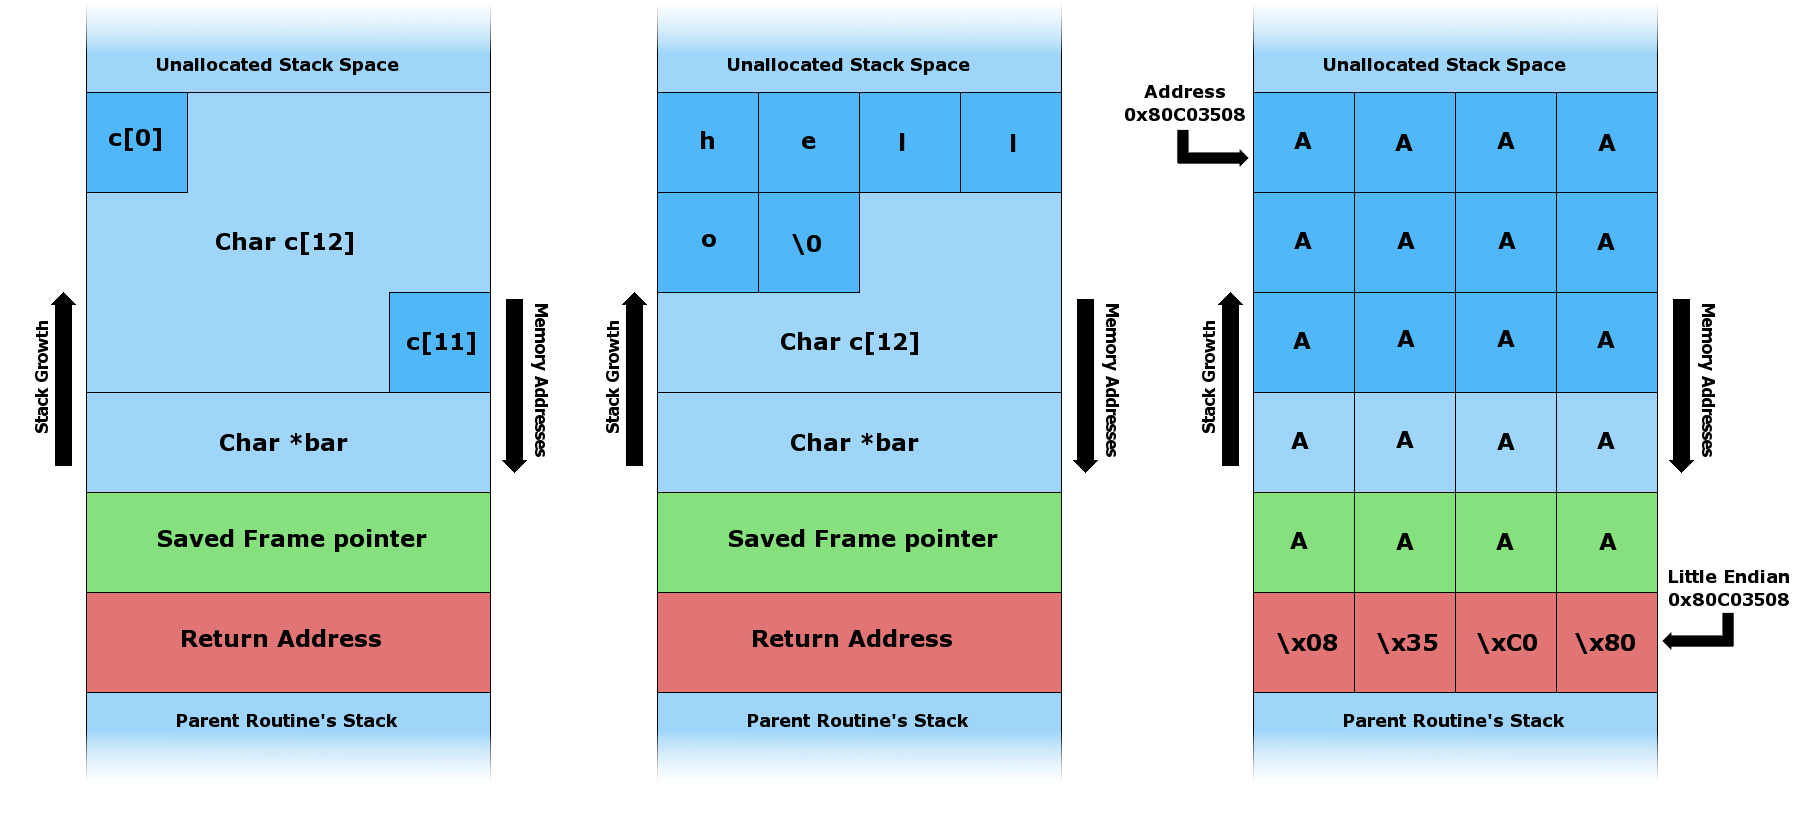 Unallocated Stack Space
c[0]
Char c[12]
c[11]
Stack Growth
Memory Addresses
Char *bar
Saved Frame pointer
Return Address
Parent Routine's Stack
Unallocated Stack Space
h e l l
o \0
Char c[12]
Stack Growth
Memory Addresses
Char *bar
Saved Frame pointer
Return Address
Parent Routine's Stack
Address
0x80C03508
Unallocated Stack Space
A A A A
A A A A
A A A A
Stack Growth
Memory Addresses
A A A A
A A A A
Little Endian
0x80C03508
\x08 \x35 \xC0 \x80
Parent Routine's Stack